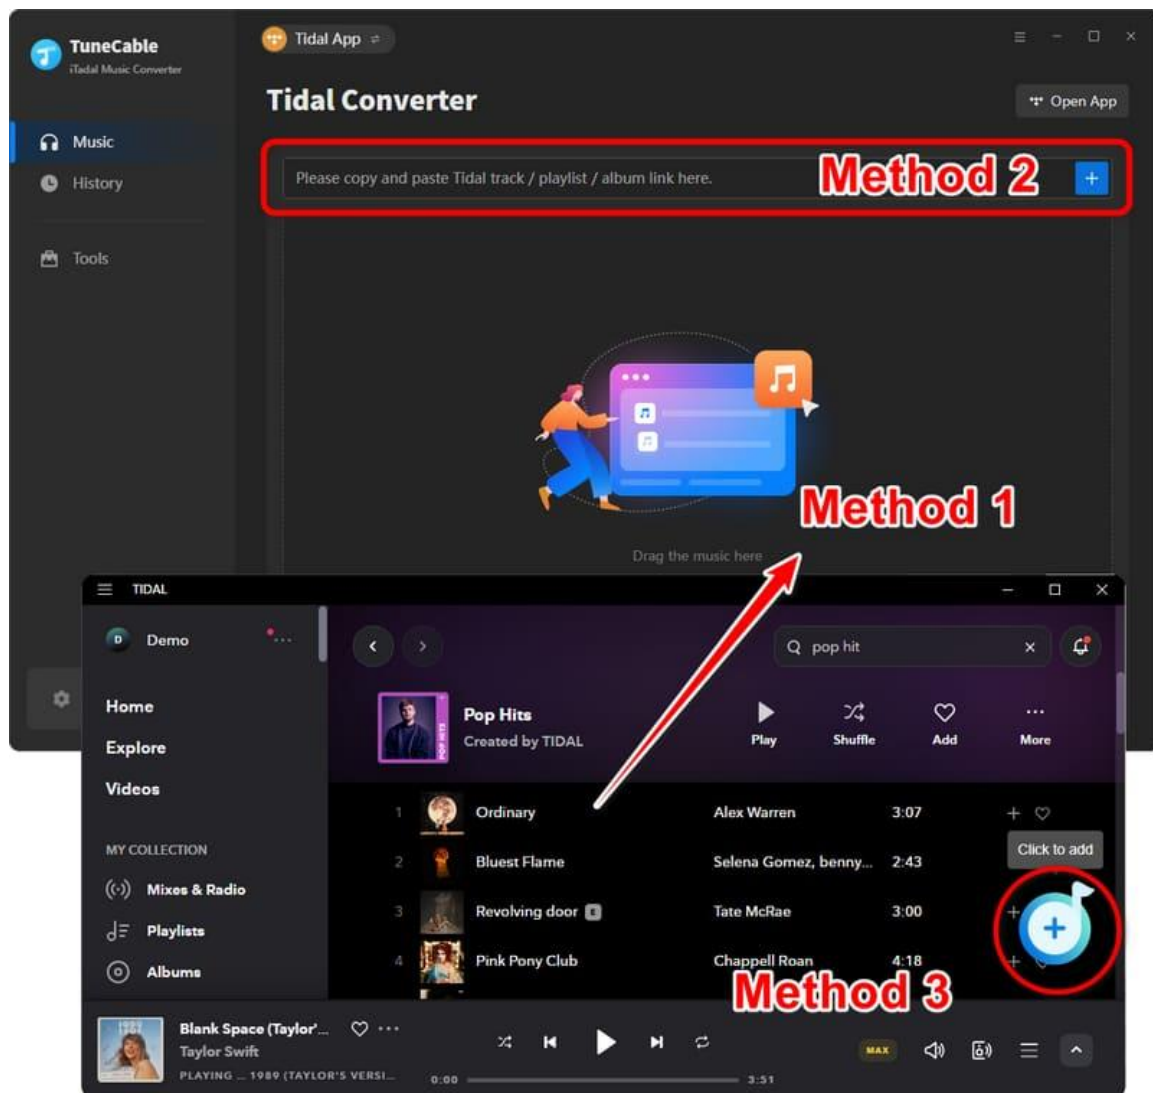 TuneCable
iTadal Music Converter
Tidal App
Tidal Converter
Open App
Music
History
Tools
Please copy and paste Tidal track / playlist / album link here.
Method 2
Method 1
Drag the music here
TIDAL
D
Demo
pop hit
Home
Explore
Videos
MY COLLECTION
Mixes & Radio
Playlists
Albums
POP HITS
Pop Hits
Created by TIDAL
Play
Shuffle
Add
More
1 Ordinary Alex Warren 3:07
Click to add
2 Bluest Flame Selena Gomez, benny... 2:43
3 Revolving door E Tate McRae 3:00
4 Pink Pony Club Chappell Roan 4:18
Method 3
1989
Blank Space (Taylor'...
Taylor Swift
PLAYING ... 1989 (TAYLOR'S VERSI...
0:00
3:51
MAX